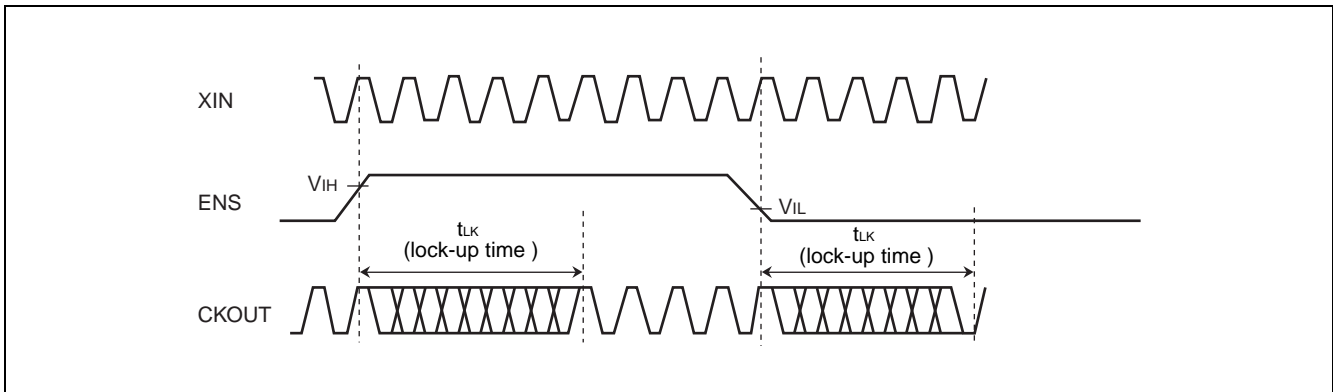 XIN
VIH
ENS
VIL
tLK
(lock-up time )
tLK
(lock-up time )
CKOUT